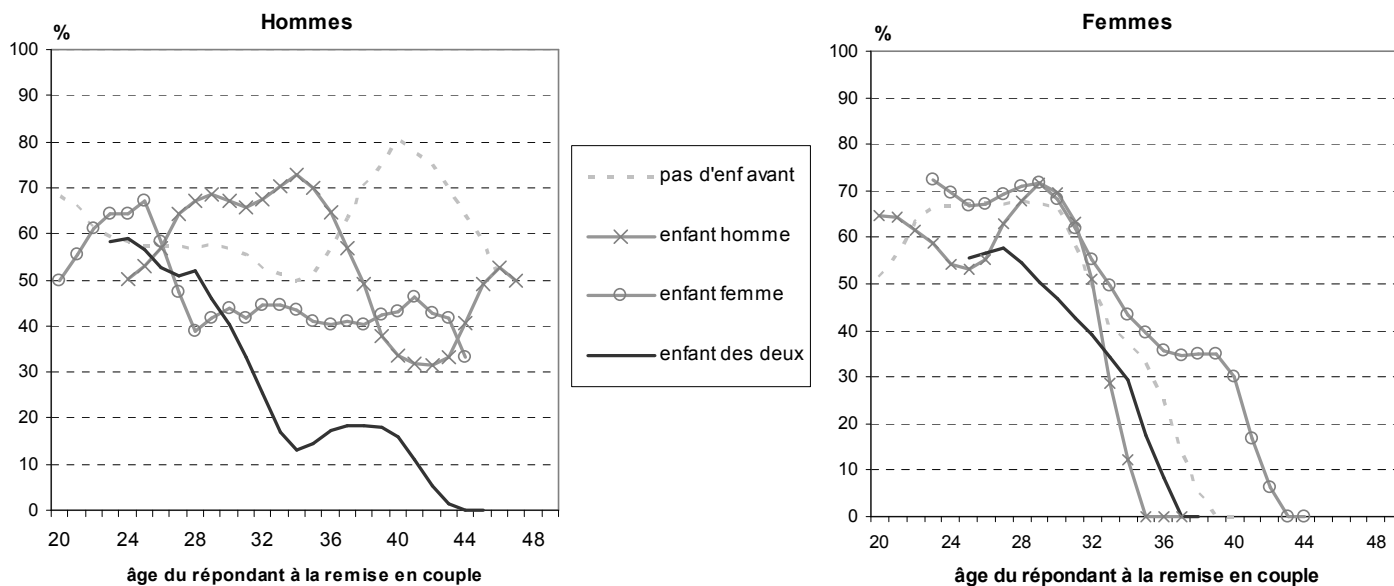 Hommes
%
100
90
80
70
60
50
40
30
20
10
0
20 24 28 32 36 40 44 48
âge du répondant à la remise en couple
pas d'enf avant
enfant homme
enfant femme
enfant des deux
Femmes
%
100
90
80
70
60
50
40
30
20
10
0
20 24 28 32 36 40 44 48
âge du répondant à la remise en couple